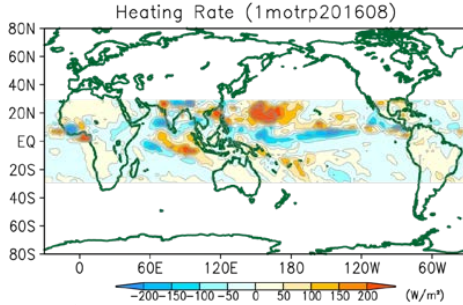 Heating Rate (1motrp201608)
80N
60N
40N
20N
EQ
20S
40S
60S
80S
0 60E 120E 180 120W 60W
-200-150-100 -50 0 50 100 150 200 (W/m³)